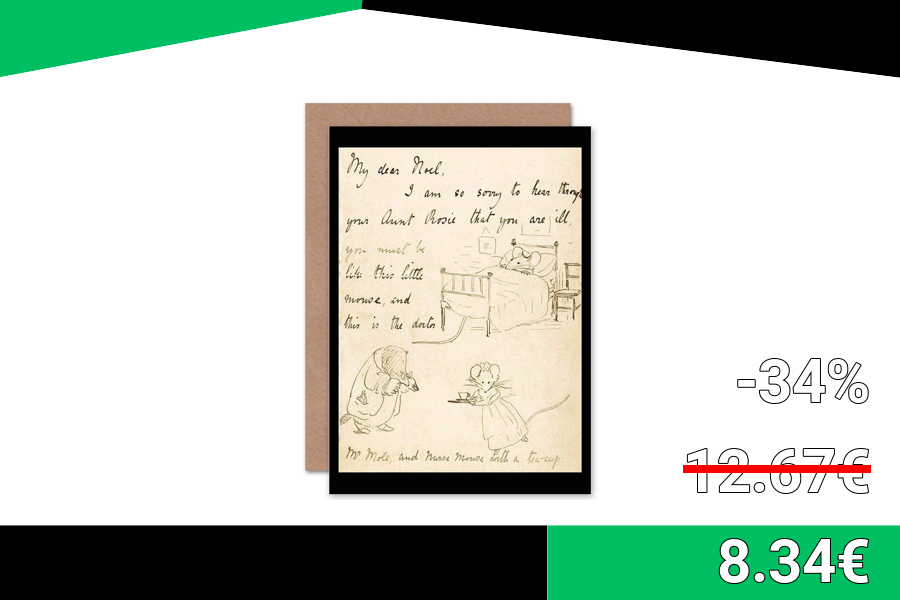 My dear Noel,
I am so sorry to hear through
your Aunt Rosie that you are ill.
you must be
like this little
mouse, and
this is the doctor
Mr Mole, and Nurse Mouse with a tea-cup.
-34%
12.67€
8.34€